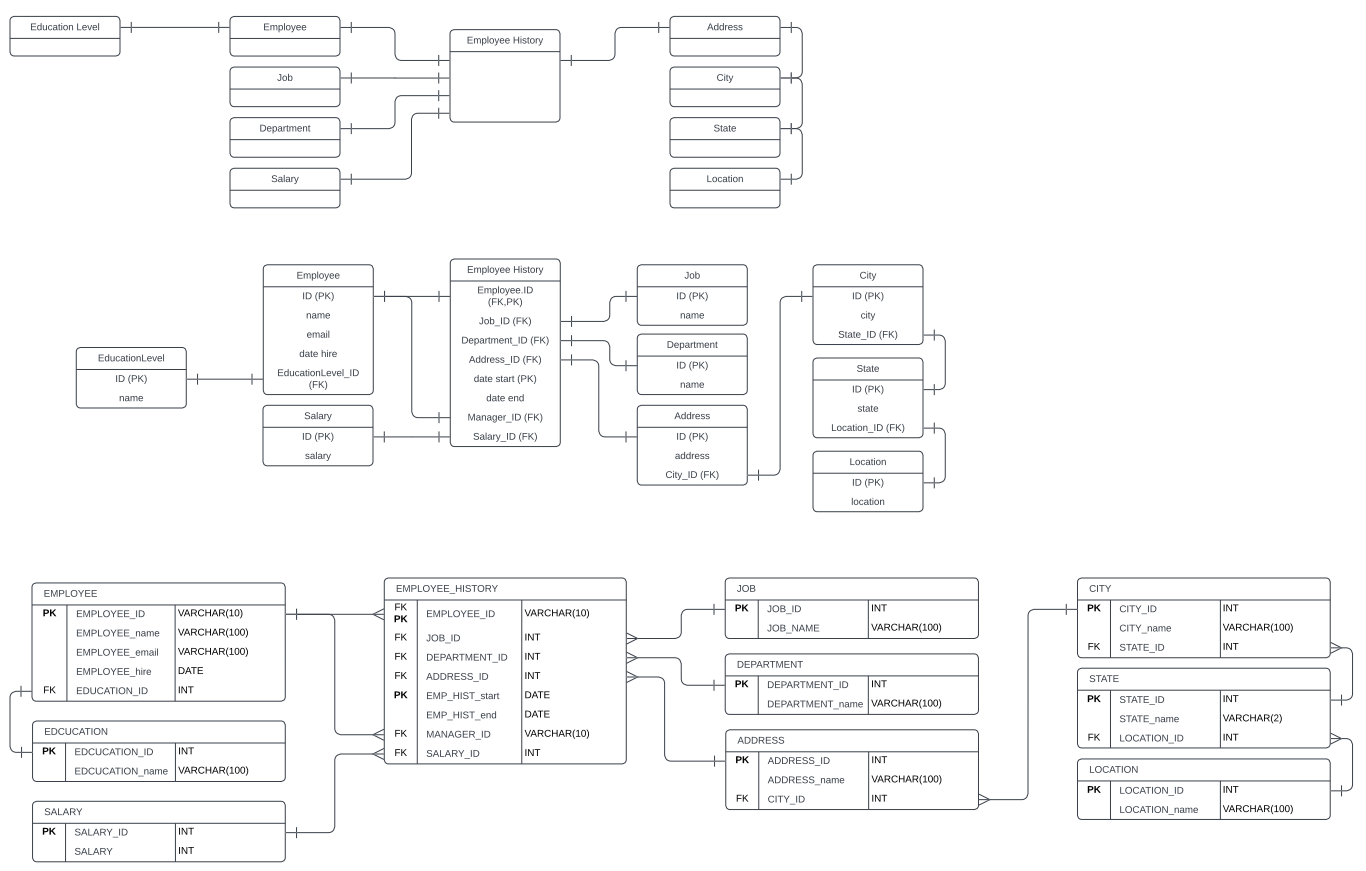 Education Level
Employee
Job
Department
Salary
Employee History
Address
City
State
Location
Employee
ID (PK)
name
email
date hire
EducationLevel_ID
(FK)
EducationLevel
ID (PK)
name
Salary
ID (PK)
salary
Employee History
Employee.ID
(FK,PK)
Job_ID (FK)
Department_ID (FK)
Address_ID (FK)
date start (PK)
date end
Manager_ID (FK)
Salary_ID (FK)
Job
ID (PK)
name
Department
ID (PK)
name
Address
ID (PK)
address
City_ID (FK)
City
ID (PK)
city
State_ID (FK)
State
ID (PK)
state
Location_ID (FK)
Location
ID (PK)
location
EMPLOYEE
PK EMPLOYEE_ID VARCHAR(10)
EMPLOYEE_name VARCHAR(100)
EMPLOYEE_email VARCHAR(100)
EMPLOYEE_hire DATE
FK EDUCATION_ID INT
EDCUCATION
PK EDCUCATION_ID INT
EDCUCATION_name VARCHAR(100)
SALARY
PK SALARY_ID INT
SALARY INT
EMPLOYEE_HISTORY
FK
PK EMPLOYEE_ID VARCHAR(10)
FK JOB_ID INT
FK DEPARTMENT_ID INT
FK ADDRESS_ID INT
PK EMP_HIST_start DATE
EMP_HIST_end DATE
FK MANAGER_ID VARCHAR(10)
FK SALARY_ID INT
JOB
PK JOB_ID INT
JOB_NAME VARCHAR(100)
DEPARTMENT
PK DEPARTMENT_ID INT
DEPARTMENT_name VARCHAR(100)
ADDRESS
PK ADDRESS_ID INT
ADDRESS_name VARCHAR(100)
FK CITY_ID INT
CITY
PK CITY_ID INT
CITY_name VARCHAR(100)
FK STATE_ID INT
STATE
PK STATE_ID INT
STATE_name VARCHAR(2)
FK LOCATION_ID INT
LOCATION
PK LOCATION_ID INT
LOCATION_name VARCHAR(100)